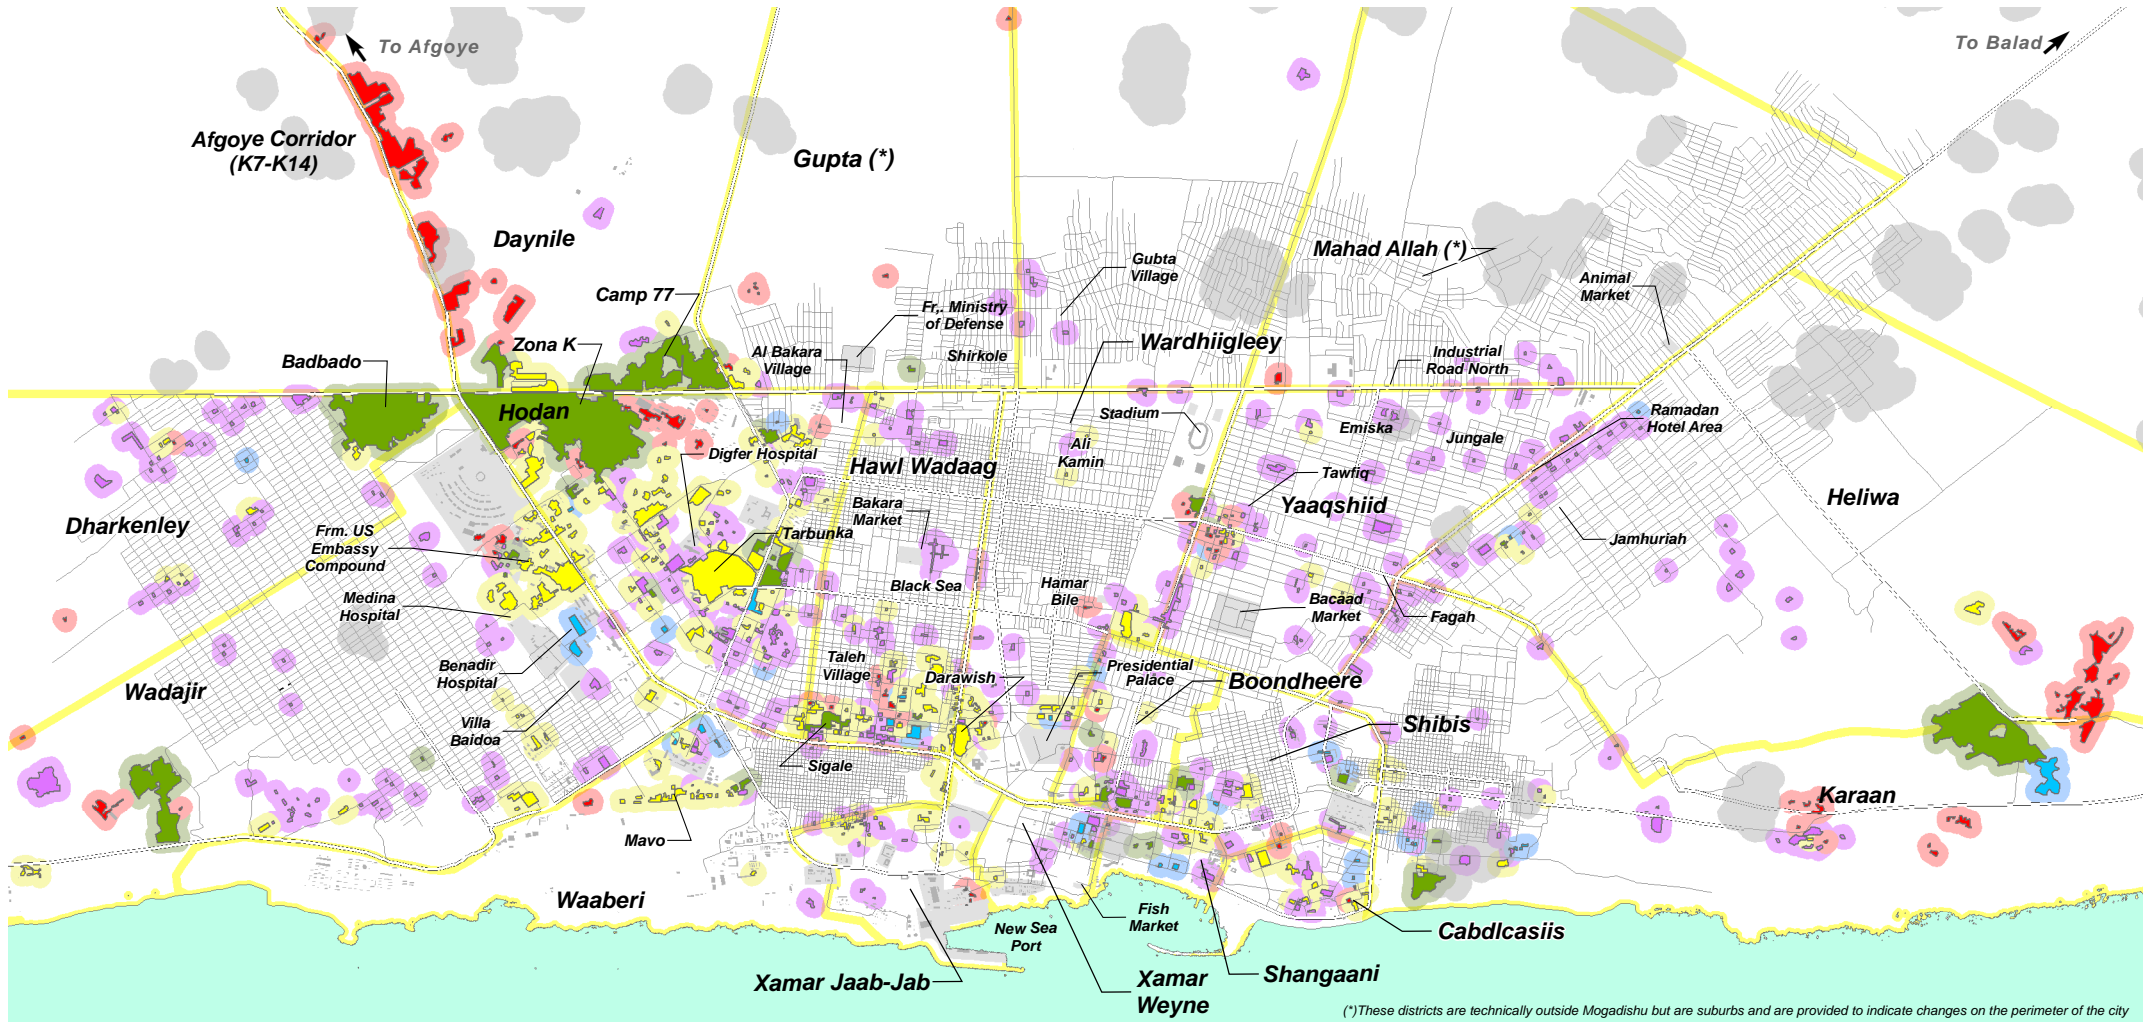 To Afgoye
To Balad
Afgoye Corridor
(K7-K14)
Gupta (*)
Daynile
Mahad Allah (*)
Gubta
Village
Animal
Market
Camp 77
Fr,. Ministry
of Defense
Zona K
Badbado
Al Bakara
Village
Shirkole
Wardhiigleey
Industrial
Road North
Hodan
Stadium
Emiska
Jungale
Ramadan
Hotel Area
Ali
Kamin
Digfer Hospital
Hawl Wadaag
Tawfiq
Yaaqshiid
Heliwa
Dharkenley
Frm. US
Embassy
Compound
Bakara
Market
Tarbunka
Jamhuriah
Black Sea
Hamar
Bile
Medina
Hospital
Bacaad
Market
Fagah
Benadir
Hospital
Taleh
Village
Darawish
Presidential
Palace
Boondheere
Wadajir
Villa
Baidoa
Shibis
Sigale
Karaan
Mavo
Waaberi
New Sea
Port
Fish
Market
Cabdlcasiis
Xamar Jaab-Jab
Xamar
Weyne
Shangaani
(*)These districts are technically outside Mogadishu but are suburbs and are provided to indicate changes on the perimeter of the city